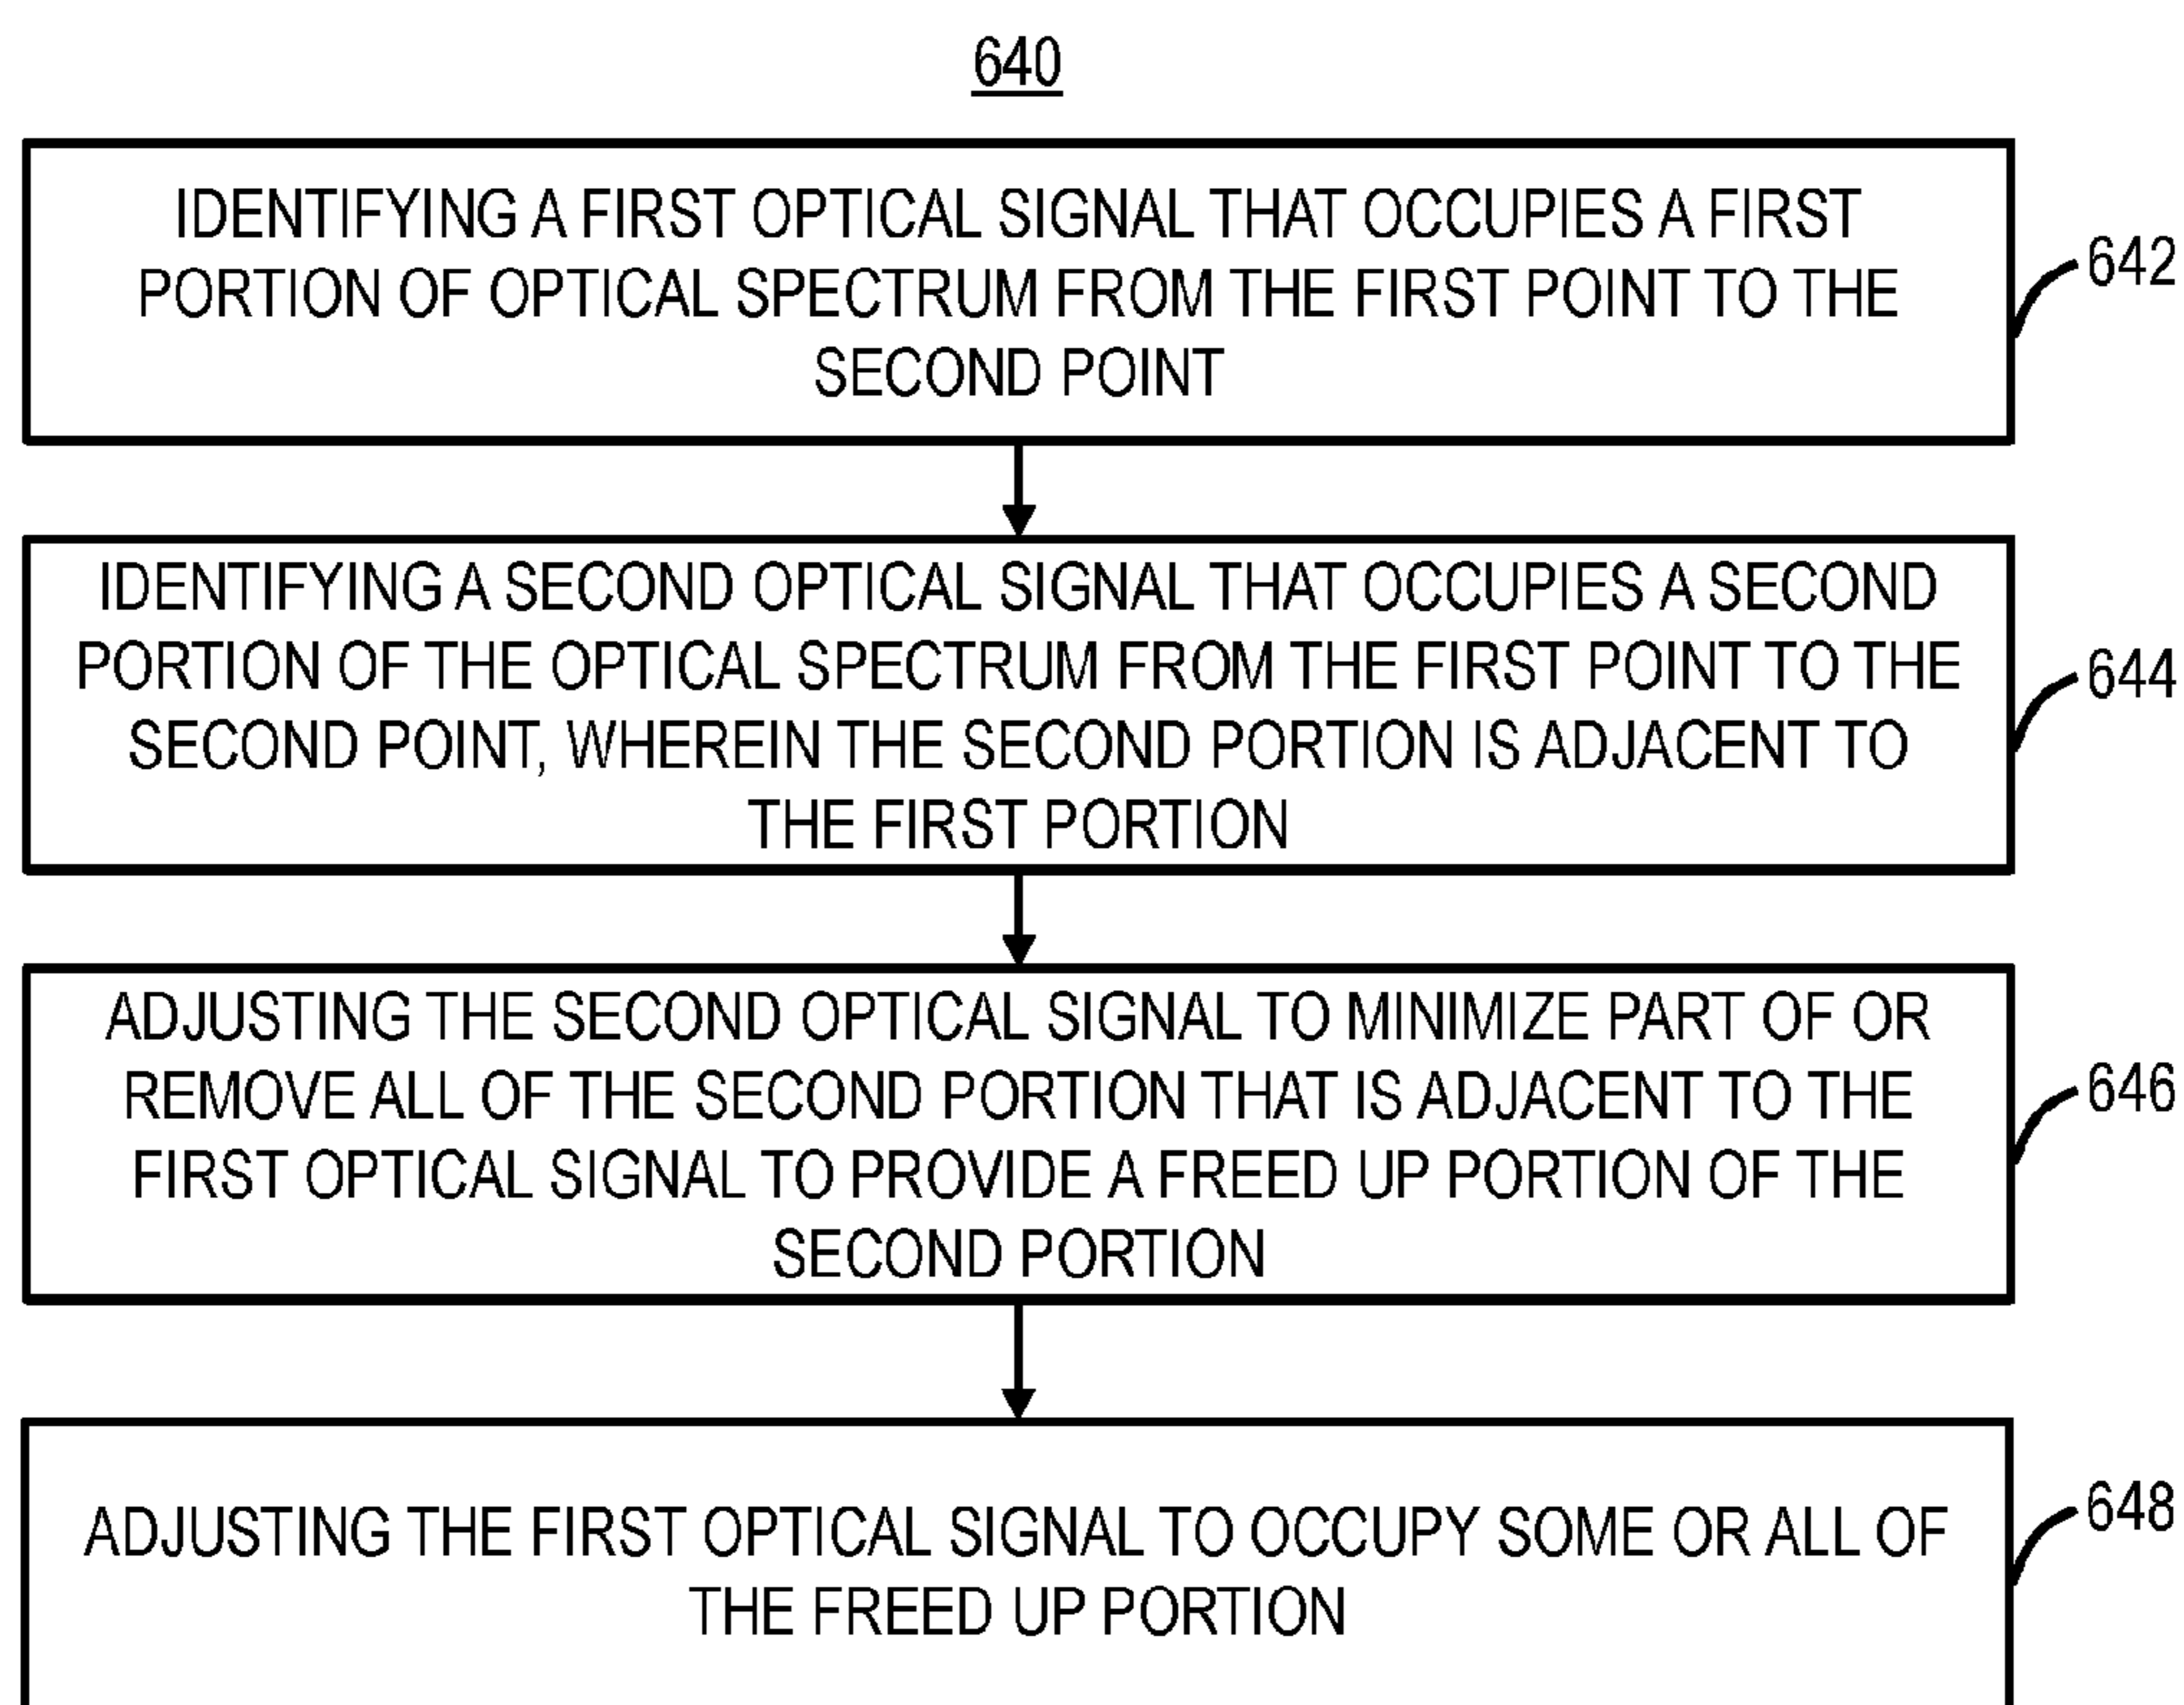 640
IDENTIFYING A FIRST OPTICAL SIGNAL THAT OCCUPIES A FIRST
PORTION OF OPTICAL SPECTRUM FROM THE FIRST POINT TO THE
SECOND POINT
642
IDENTIFYING A SECOND OPTICAL SIGNAL THAT OCCUPIES A SECOND
PORTION OF THE OPTICAL SPECTRUM FROM THE FIRST POINT TO THE
SECOND POINT, WHEREIN THE SECOND PORTION IS ADJACENT TO
THE FIRST PORTION
644
ADJUSTING THE SECOND OPTICAL SIGNAL TO MINIMIZE PART OF OR
REMOVE ALL OF THE SECOND PORTION THAT IS ADJACENT TO THE
FIRST OPTICAL SIGNAL TO PROVIDE A FREED UP PORTION OF THE
SECOND PORTION
646
ADJUSTING THE FIRST OPTICAL SIGNAL TO OCCUPY SOME OR ALL OF
THE FREED UP PORTION
648